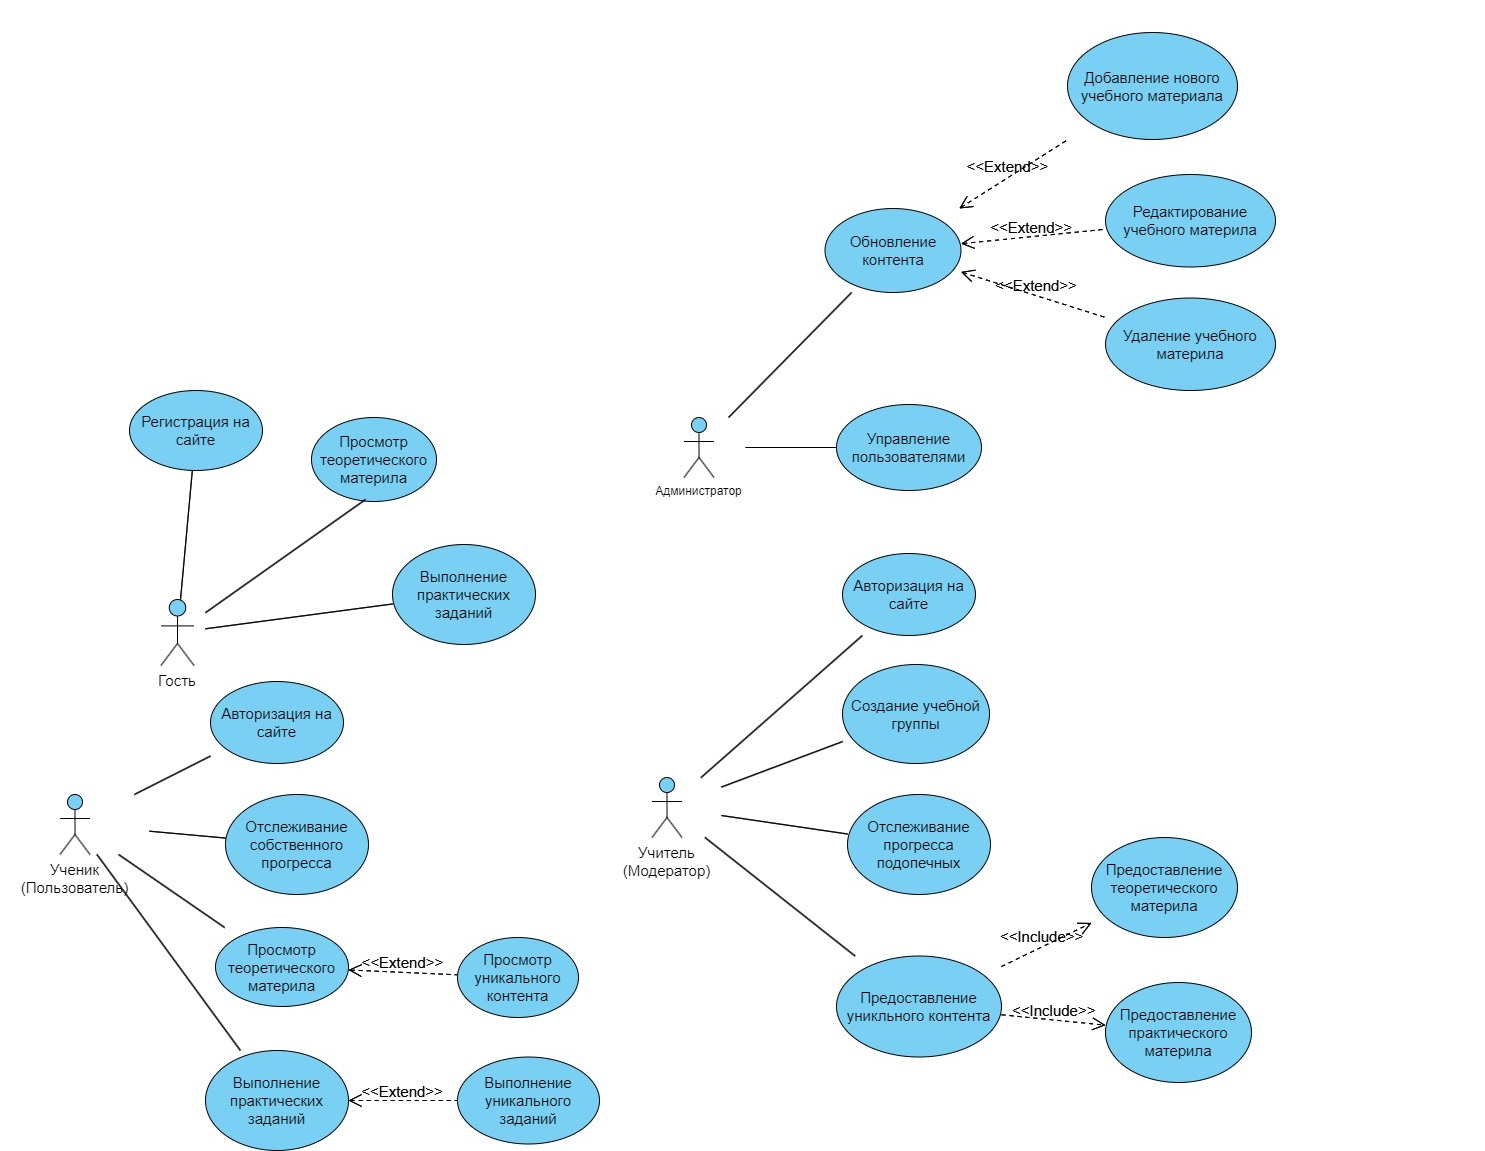 Добавление нового
учебного материала
<<Extend>>
Редактирование
учебного материла
<<Extend>>
Обновление
контента
<<Extend>>
Удаление учебного
материла
Регистрация на
сайте
Просмотр
теоретического
материла
Управление
пользователями
Администратор
Выполнение
практических
заданий
Гость
Авторизация на
сайте
Авторизация на
сайте
Создание учебной
группы
Отслеживание
собственного
прогресса
Ученик
(Пользователь)
Учитель
(Модератор)
Отслеживание
прогресса
подопечных
Предоставление
теоретического
материла
<<Include>>
Просмотр
теоретического
материла
<<Extend>>
Просмотр
уникального
контента
Предоставление
уникльного контента
<<Include>>
Предоставление
практического
материла
Выполнение
практических
заданий
<<Extend>>
Выполнение
уникального
заданий